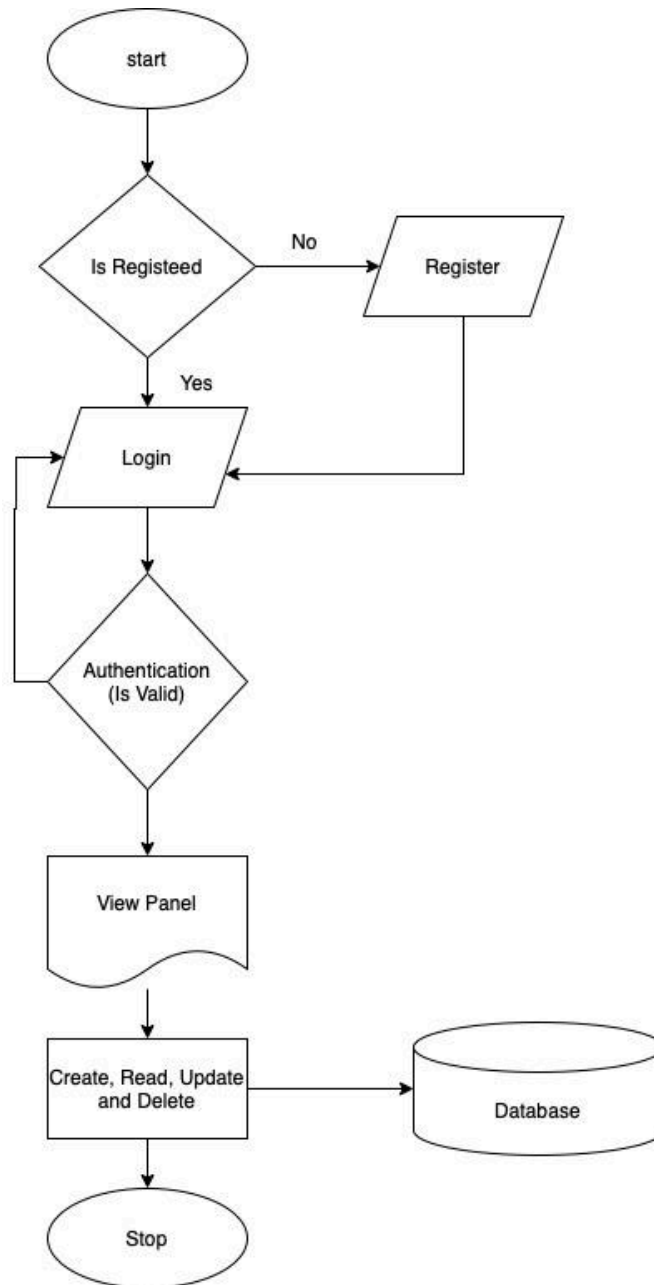 start
Is Registeed
No
Register
Yes
Login
Authentication
(Is Valid)
View Panel
Create, Read, Update
and Delete
Database
Stop